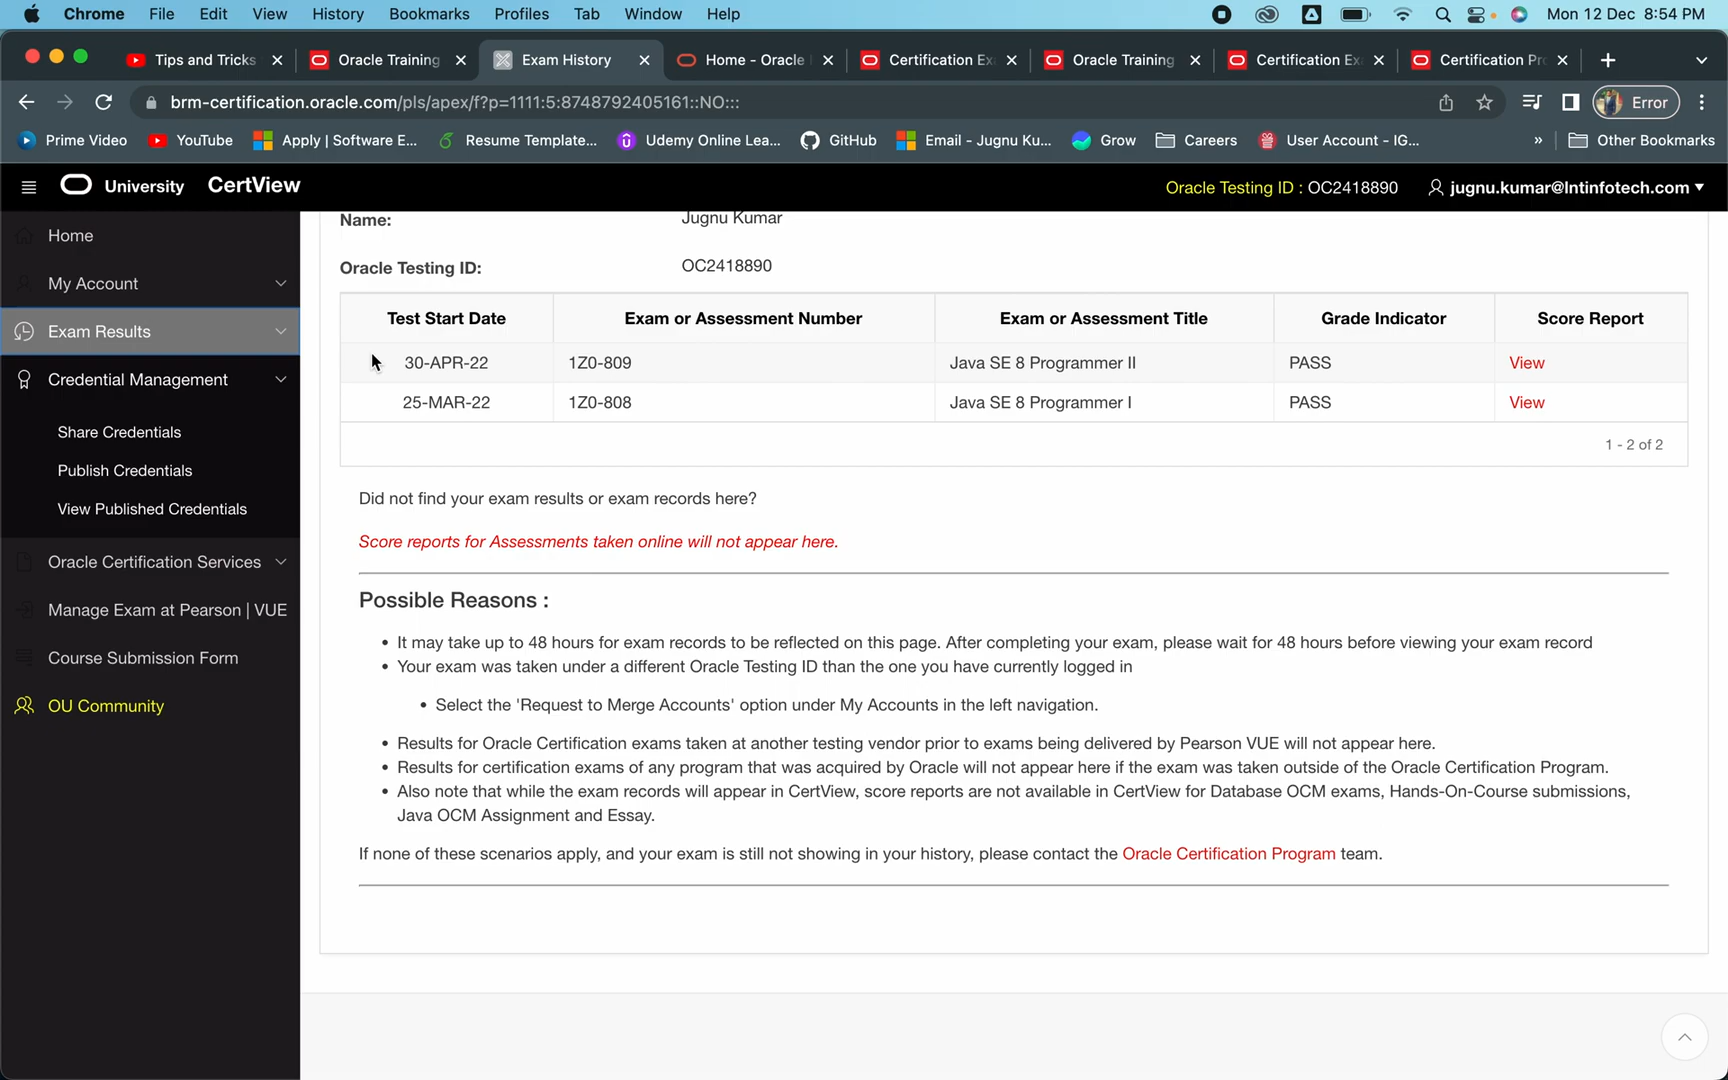 Chrome File Edit View History Bookmarks Profiles Tab Window Help Mon 12 Dec 8:54 PM
Tips and Tricks Oracle Training Exam History Home - Oracle Certification Ex Oracle Training Certification Ex Certification Pro
brm-certification.oracle.com/pls/apex/f?p=1111:5:8748792405161::NO::: Error
Prime Video YouTube Apply | Software E... Resume Template... Udemy Online Lea... GitHub Email - Jugnu Ku... Grow Careers User Account - IG... » Other Bookmarks
University CertView Oracle Testing ID : OC2418890 jugnu.kumar@lntinfotech.com
Home
My Account
Exam Results
Credential Management
Share Credentials
Publish Credentials
View Published Credentials
Oracle Certification Services
Manage Exam at Pearson | VUE
Course Submission Form
OU Community
Name: Jugnu Kumar
Oracle Testing ID: OC2418890
Test Start Date Exam or Assessment Number Exam or Assessment Title Grade Indicator Score Report
30-APR-22 1Z0-809 Java SE 8 Programmer II PASS View
25-MAR-22 1Z0-808 Java SE 8 Programmer I PASS View
1 - 2 of 2
Did not find your exam results or exam records here?
Score reports for Assessments taken online will not appear here.
Possible Reasons :
• It may take up to 48 hours for exam records to be reflected on this page. After completing your exam, please wait for 48 hours before viewing your exam record
• Your exam was taken under a different Oracle Testing ID than the one you have currently logged in
• Select the 'Request to Merge Accounts' option under My Accounts in the left navigation.
• Results for Oracle Certification exams taken at another testing vendor prior to exams being delivered by Pearson VUE will not appear here.
• Results for certification exams of any program that was acquired by Oracle will not appear here if the exam was taken outside of the Oracle Certification Program.
• Also note that while the exam records will appear in CertView, score reports are not available in CertView for Database OCM exams, Hands-On-Course submissions,
Java OCM Assignment and Essay.
If none of these scenarios apply, and your exam is still not showing in your history, please contact the Oracle Certification Program team.